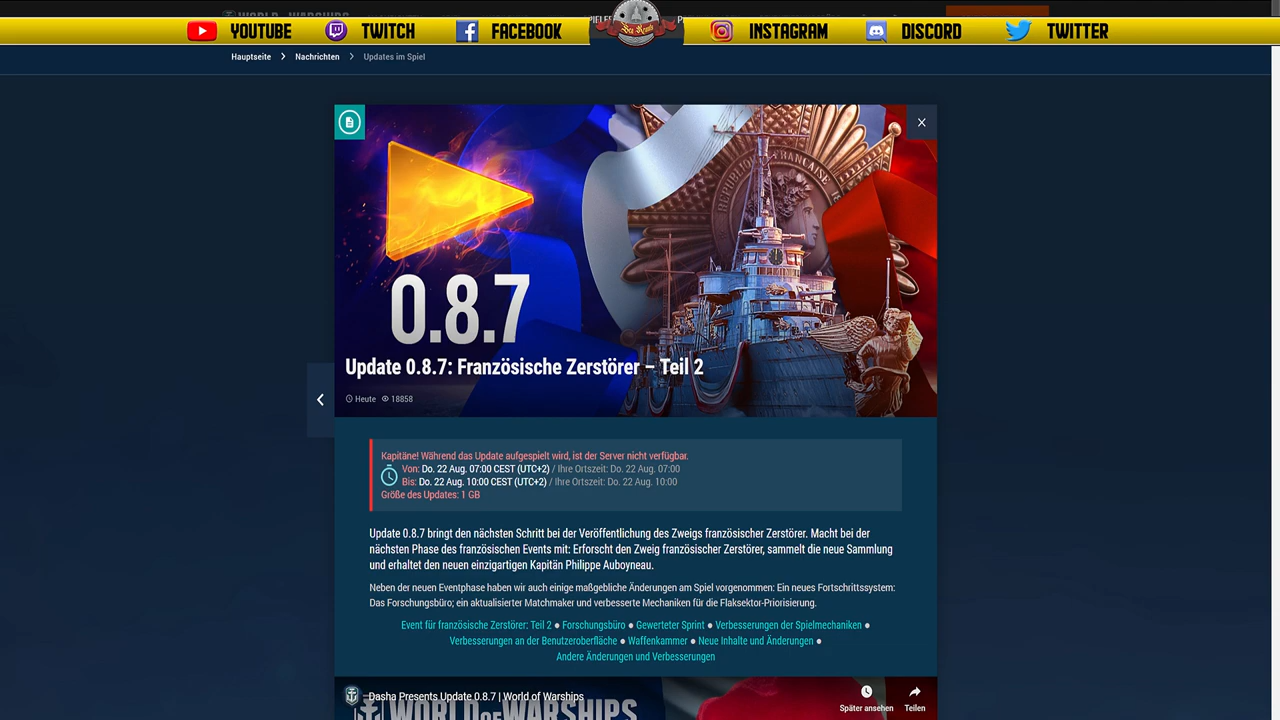 WORLD OF WARSHIPS
YOUTUBE TWITCH FACEBOOK INSTAGRAM DISCORD TWITTER
Hauptseite Nachrichten Updates im Spiel
RÉPUBLIQUE FRANÇAISE
0.8.7
Update 0.8.7: Französische Zerstörer – Teil 2
Heute 18858
Kapitäne! Während das Update aufgespielt wird, ist der Server nicht verfügbar.
Von: Do. 22 Aug. 07:00 CEST (UTC+2) / Ihre Ortszeit: Do. 22 Aug. 07:00
Bis: Do. 22 Aug. 10:00 CEST (UTC+2) / Ihre Ortszeit: Do. 22 Aug. 10:00
Größe des Updates: 1 GB
Update 0.8.7 bringt den nächsten Schritt bei der Veröffentlichung des Zweigs französischer Zerstörer. Macht bei der
nächsten Phase des französischen Events mit: Erforscht den Zweig französischer Zerstörer, sammelt die neue Sammlung
und erhaltet den neuen einzigartigen Kapitän Philippe Auboyneau.
Neben der neuen Eventphase haben wir auch einige maßgebliche Änderungen am Spiel vorgenommen: Ein neues Fortschrittssystem:
Das Forschungsbüro; ein aktualisierter Matchmaker und verbesserte Mechaniken für die Flaksektor-Priorisierung.
Event für französische Zerstörer: Teil 2 ● Forschungsbüro ● Gewerteter Sprint ● Verbesserungen der Spielmechaniken ●
Verbesserungen an der Benutzeroberfläche ● Waffenkammer ● Neue Inhalte und Änderungen ●
Andere Änderungen und Verbesserungen
Dasha Presents Update 0.8.7 | World of Warships
Später ansehen Teilen
WORLD OF WARSHIPS